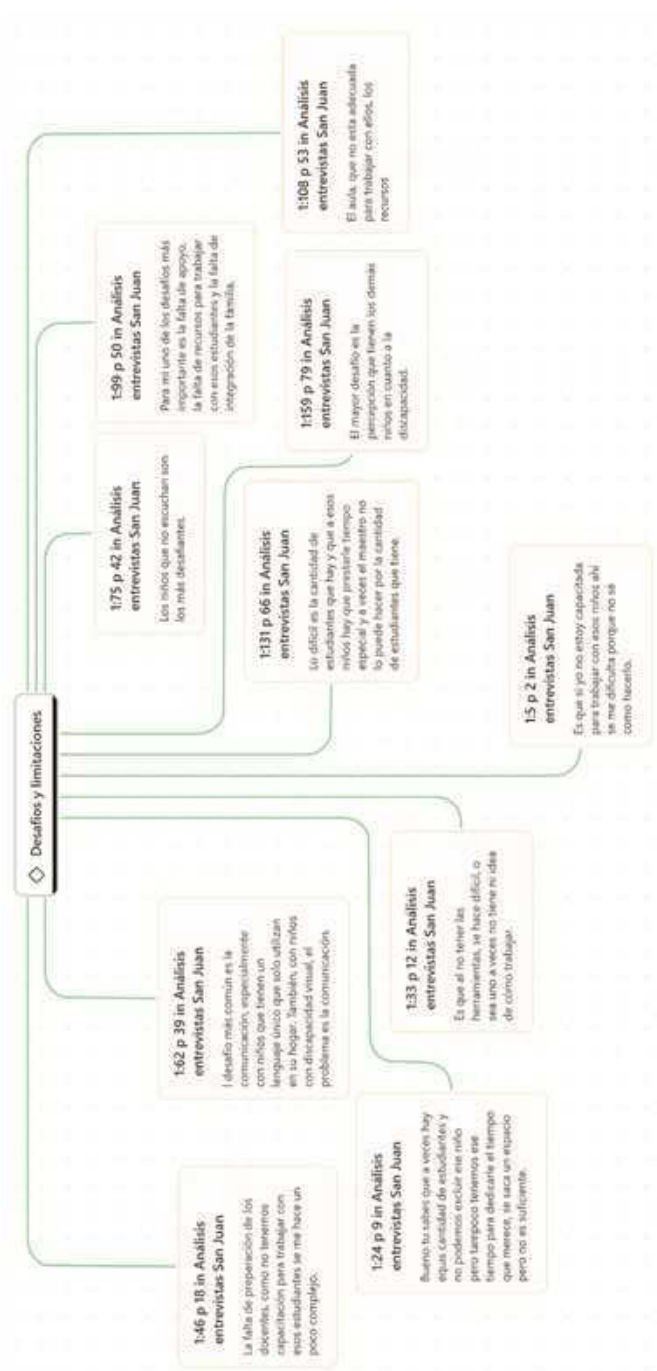 Desafíos y limitaciones
1:46 p 18 in Análisis
entrevistas San Juan
La falta de preparación de los
docentes, como no tenemos
capacitación para trabajar con
esos estudiantes se me hace un
poco complejo.
1:62 p 39 in Análisis
entrevistas San Juan
l desafío más común es la
comunicación, especialmente
con niños que tienen un
lenguaje único que solo utilizan
en su hogar. También, con niños
con discapacidad visual, el
problema es la comunicación.
1:75 p 42 in Análisis
entrevistas San Juan
Los niños que no escuchan son
los más desafiantes.
1:99 p 50 in Análisis
entrevistas San Juan
Para mi uno de los desafíos más
importante es la falta de apoyo,
la falta de recursos para trabajar
con esos estudiantes y la falta de
integración de la familia.
1:108 p 53 in Análisis
entrevistas San Juan
El aula, que no esta adecuada
para trabajar con ellos, los
recursos
1:24 p 9 in Análisis
entrevistas San Juan
Bueno tu sabes que a veces hay
equis cantidad de estudiantes y
no podemos excluir ese niño
pero tampoco tenemos ese
tiempo para dedicarle el tiempo
que merece, se saca un espacio
pero no es suficiente.
1:33 p 12 in Análisis
entrevistas San Juan
Es que al no tener las
herramientas, se hace difícil, o
sea uno a veces no tiene ni idea
de cómo trabajar.
1:5 p 2 in Análisis
entrevistas San Juan
Es que si yo no estoy capacitada
para trabajar con esos niños ahí
se me dificulta porque no sé
como hacerlo.
1:131 p 66 in Análisis
entrevistas San Juan
Lo difícil es la cantidad de
estudiantes que hay y que a esos
niños hay que prestarle tiempo
especial y a veces el maestro no
lo puede hacer por la cantidad
de estudiantes que tiene.
1:159 p 79 in Análisis
entrevistas San Juan
El mayor desafío es la
percepción que tienen los demás
niños en cuanto a la
discapacidad.